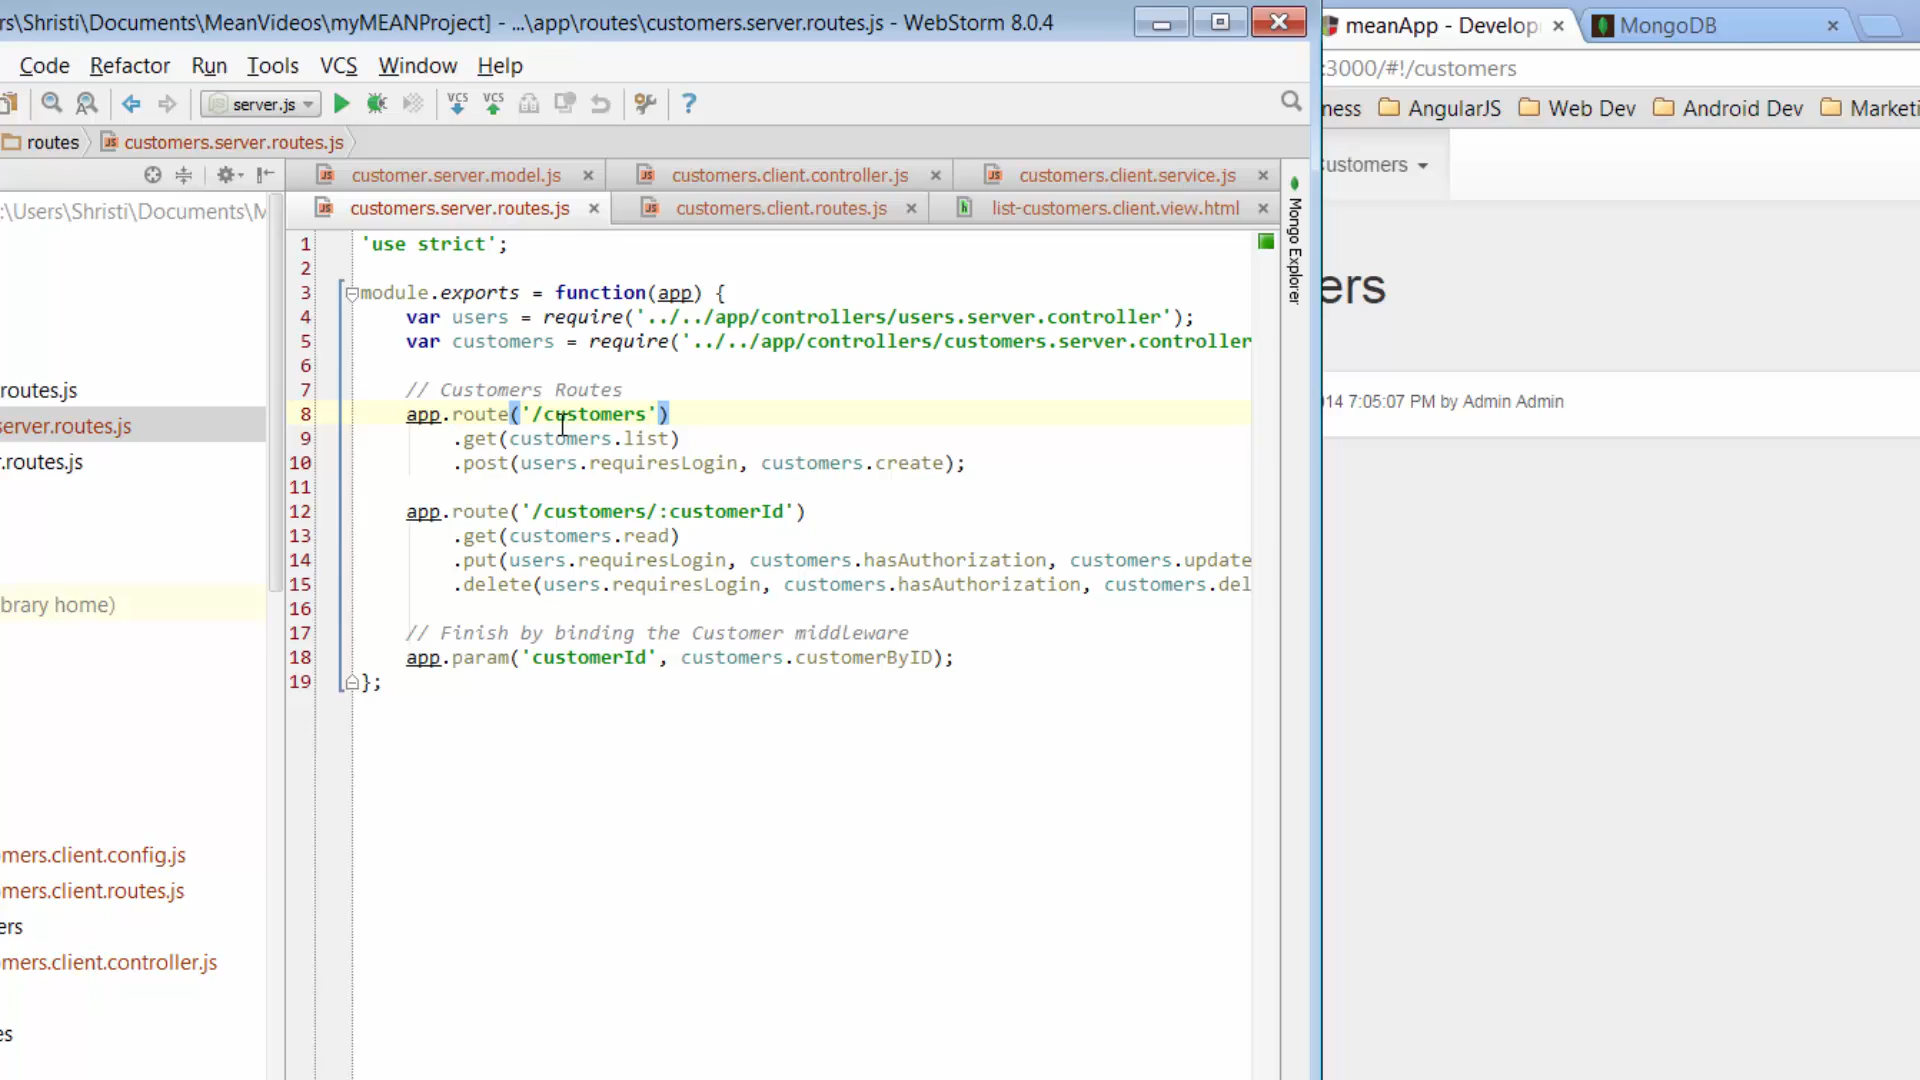 rs\Shristi\Documents\MeanVideos\myMEANProject] - ...\app\routes\customers.server.routes.js - WebStorm 8.0.4
Code Refactor Run Tools VCS Window Help
server.js
VCS VCS ?
routes customers.server.routes.js
customer.server.model.js customers.client.controller.js customers.client.service.js
:\Users\Shristi\Documents\M
customers.server.routes.js customers.client.routes.js list-customers.client.view.html
Mongo Explorer
1 'use strict';
2
3 module.exports = function(app) {
4 var users = require('../../app/controllers/users.server.controller');
5 var customers = require('../../app/controllers/customers.server.controller
6
7 // Customers Routes
8 app.route('/customers')
9 .get(customers.list)
10 .post(users.requiresLogin, customers.create);
11
12 app.route('/customers/:customerId')
13 .get(customers.read)
14 .put(users.requiresLogin, customers.hasAuthorization, customers.update
15 .delete(users.requiresLogin, customers.hasAuthorization, customers.del
16
17 // Finish by binding the Customer middleware
18 app.param('customerId', customers.customerByID);
19 };
routes.js
server.routes.js
.routes.js
ibrary home)
mers.client.config.js
mers.client.routes.js
ers
mers.client.controller.js
es
meanApp - Develop MongoDB
:3000/#!/customers
ness AngularJS Web Dev Android Dev Marketi
Customers
ers
014 7:05:07 PM by Admin Admin